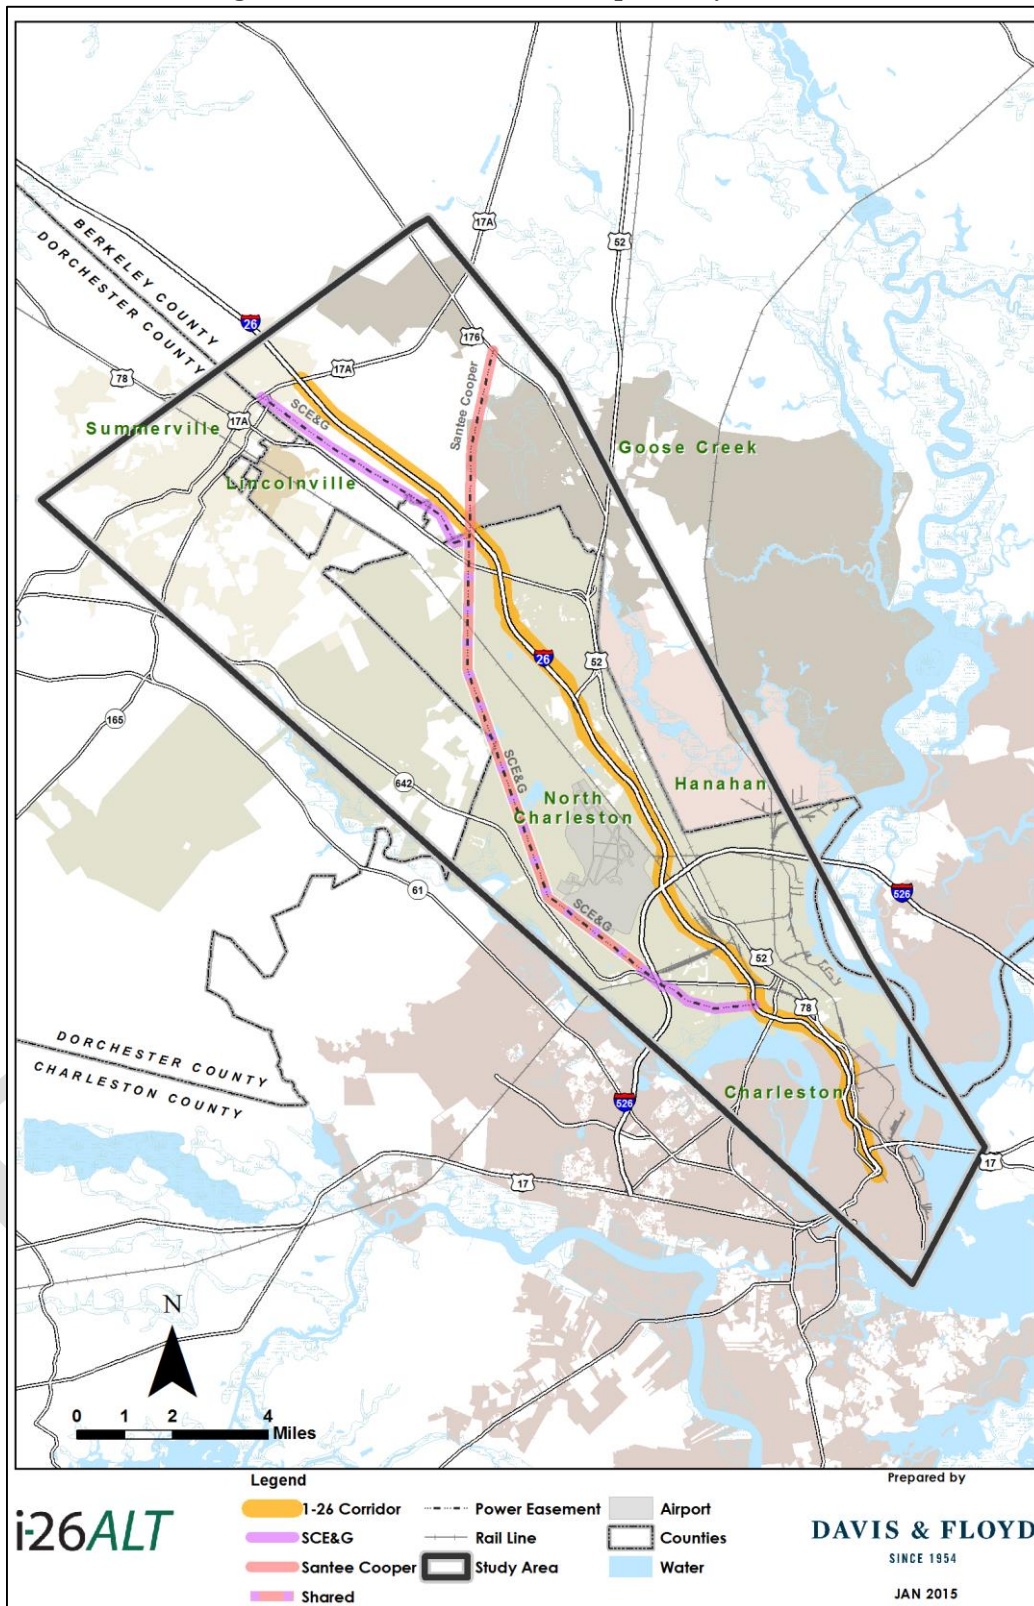 17A
52
BERKELEY COUNTY
DORCHESTER COUNTY
26
176
17A
78
Santee Cooper
SCE&G
17A
Summerville
Goose Creek
Lincolnville
26
52
165
SCE&G
642
North
Charleston
Hanahan
61
526
SCE&G
52
78
DORCHESTER COUNTY
CHARLESTON COUNTY
Charleston
526
17
17
N
0 1 2 4
Miles
Legend
1-26 Corridor
SCE&G
Santee Cooper
Shared
Power Easement
Rail Line
Study Area
Airport
Counties
Water
i-26ALT
Prepared by
DAVIS & FLOYD
SINCE 1954
JAN 2015